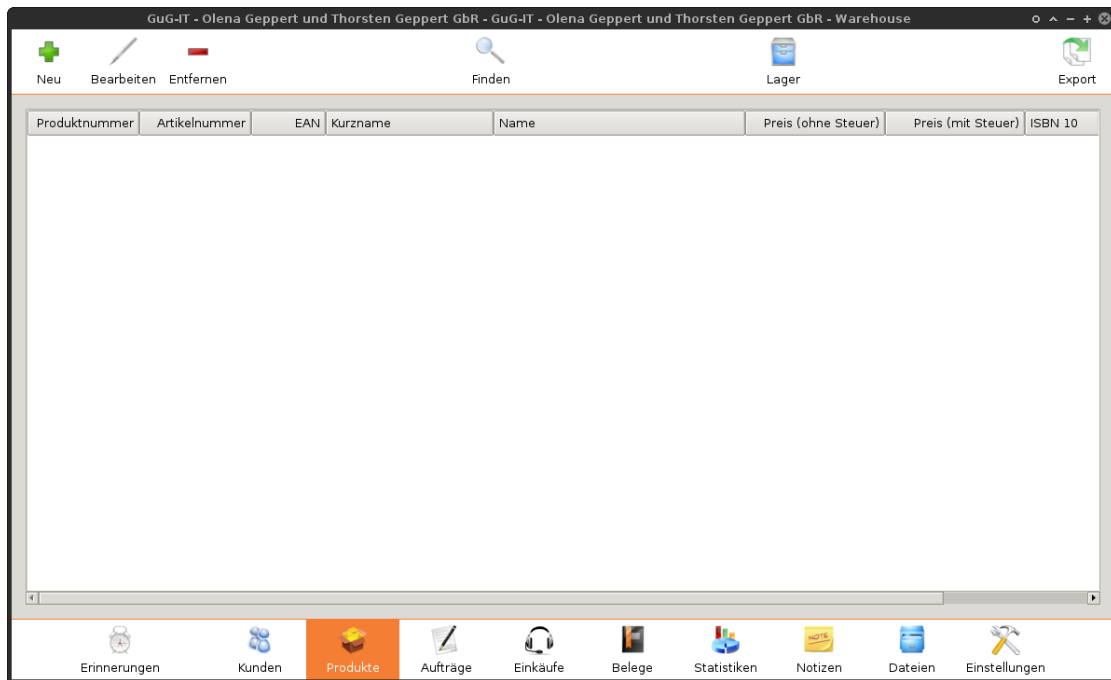 GuG-IT - Olena Geppert und Thorsten Geppert GbR - GuG-IT - Olena Geppert und Thorsten Geppert GbR - Warehouse
Neu Bearbeiten Entfernen Finden Lager Export
Produktnummer Artikelnummer EAN Kurzname Name Preis (ohne Steuer) Preis (mit Steuer) ISBN 10
NOTE
Erinnerungen Kunden Produkte Aufträge Einkäufe Belege Statistiken Notizen Dateien Einstellungen